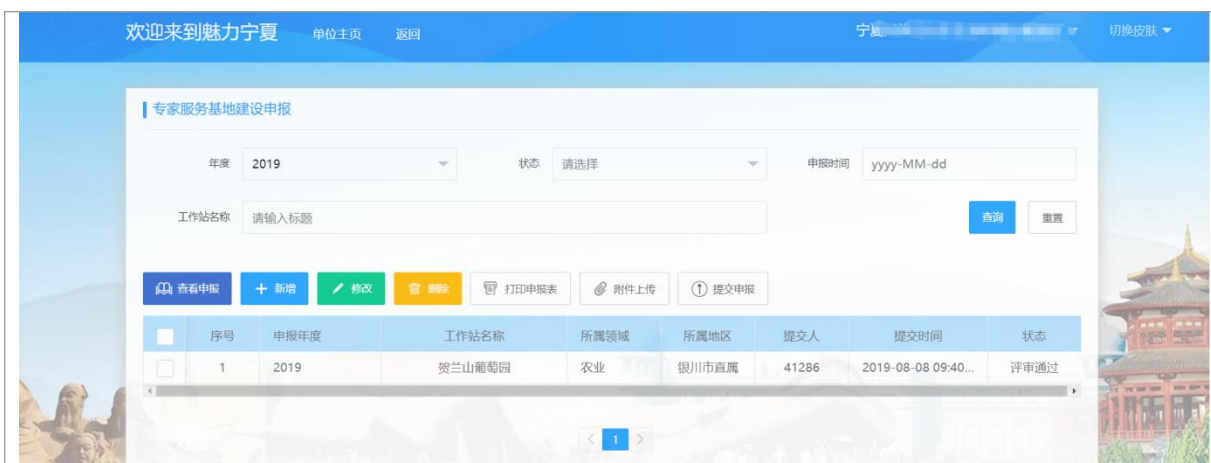 欢迎来到魅力宁夏 单位主页 返回 切换皮肤
专家服务基地建设申报
年度 2019 状态 请选择 申报时间 yyyy-MM-dd
工作站名称 请输入标题 查询 重置
查看申报 新增 修改 删除 打印申报表 附件上传 提交申报
序号 申报年度 工作站名称 所属领域 所属地区 提交人 提交时间 状态
1 2019 贺兰山葡萄园 农业 银川市直属 41286 2019-08-08 09:40... 评审通过
1